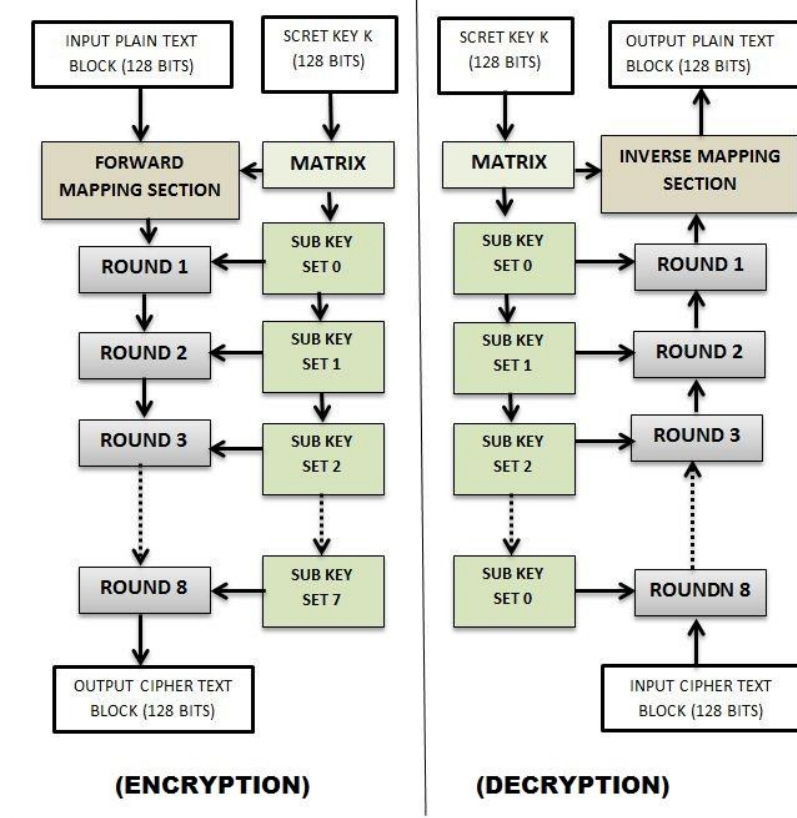 INPUT PLAIN TEXT
BLOCK (128 BITS)
SCRET KEY K
(128 BITS)
FORWARD
MAPPING SECTION
MATRIX
ROUND 1
SUB KEY
SET 0
ROUND 2
SUB KEY
SET 1
ROUND 3
SUB KEY
SET 2
ROUND 8
SUB KEY
SET 7
OUTPUT CIPHER TEXT
BLOCK (128 BITS)
(ENCRYPTION)
SCRET KEY K
(128 BITS)
OUTPUT PLAIN TEXT
BLOCK (128 BITS)
MATRIX
INVERSE MAPPING
SECTION
SUB KEY
SET 0
ROUND 1
SUB KEY
SET 1
ROUND 2
SUB KEY
SET 2
ROUND 3
SUB KEY
SET 0
ROUNDN 8
INPUT CIPHER TEXT
BLOCK (128 BITS)
(DECRYPTION)